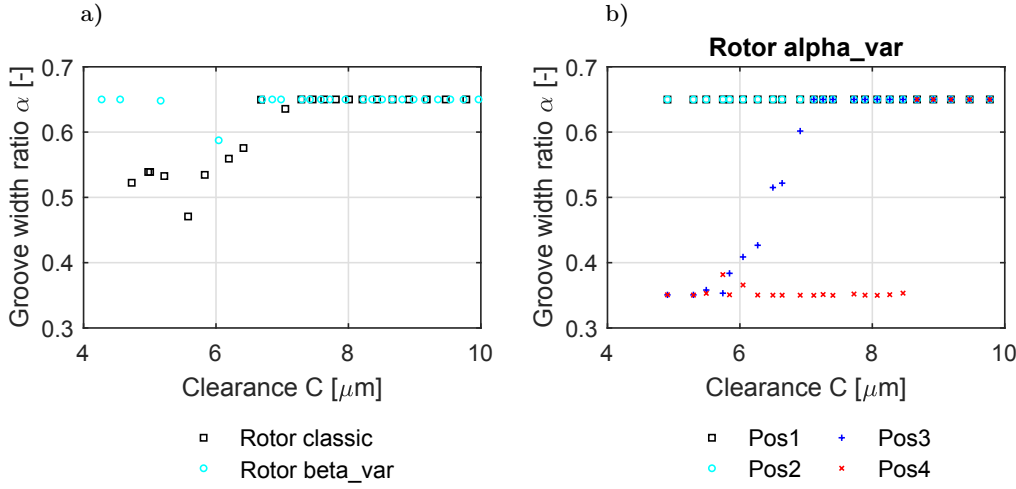 a)
0.7
0.6
0.5
0.4
0.3
Groove width ratio α [-]
4
6
8
10
Clearance C [μm]
Rotor classic
Rotor beta_var
b)
Rotor alpha_var
0.7
0.6
0.5
0.4
0.3
Groove width ratio α [-]
4
6
8
10
Clearance C [μm]
Pos1
Pos3
Pos2
Pos4